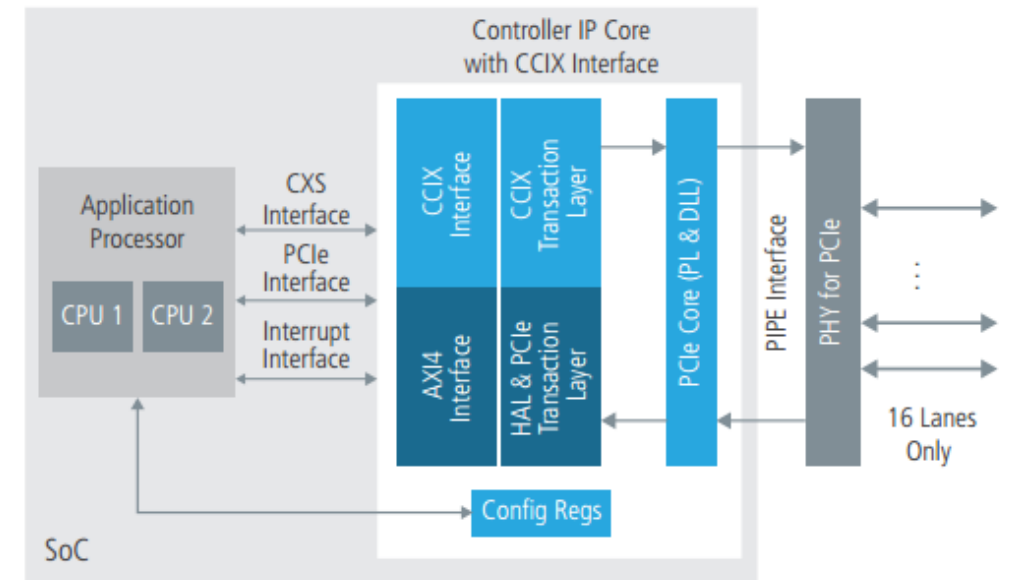 Controller IP Core
with CCIX Interface
Application
Processor
CPU 1
CPU 2
CXS
Interface
PCIe
Interface
Interrupt
Interface
CCIX
Interface
CCIX
Transaction
Layer
AXI4
Interface
HAL & PCIe
Transaction
Layer
PCIe Core (PL & DLL)
PIPE Interface
PHY for PCIe
...
16 Lanes
Only
Config Regs
SoC